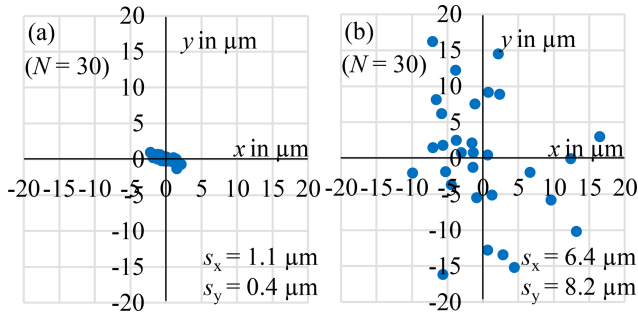 (a)
(N = 30)
y in µm
x in µm
20
15
10
5
0
-5
-10
-15
-20
-20 -15 -10 -5 0 5 10 15 20
sx = 1.1 µm
sy = 0.4 µm
(b)
(N = 30)
y in µm
x in µm
20
15
10
5
0
-5
-10
-15
-20
-20 -15 -10 -5 0 5 10 15 20
sx = 6.4 µm
sy = 8.2 µm